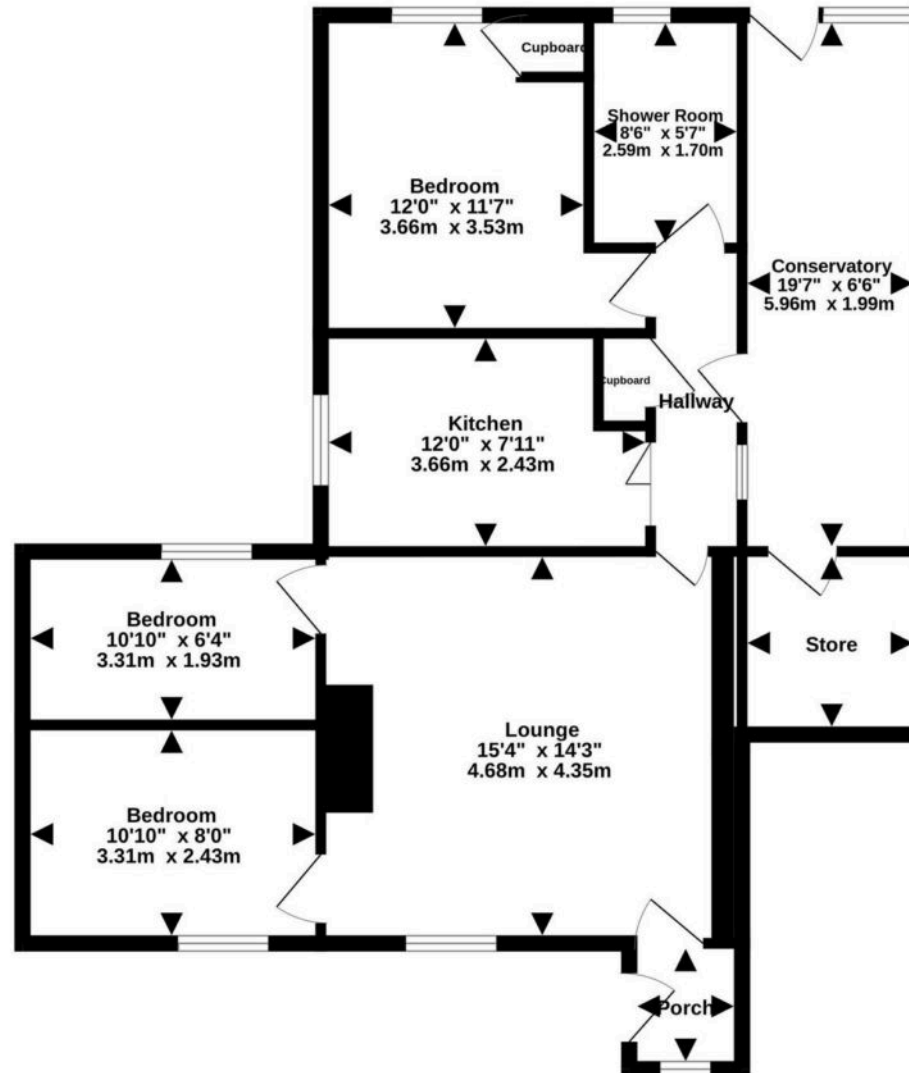 Cupboard
Shower Room
8'6" x 5'7"
2.59m x 1.70m
Bedroom
12'0" x 11'7"
3.66m x 3.53m
Conservatory
19'7" x 6'6"
5.96m x 1.99m
Cupboard
Hallway
Kitchen
12'0" x 7'11"
3.66m x 2.43m
Bedroom
10'10" x 6'4"
3.31m x 1.93m
Store
Lounge
15'4" x 14'3"
4.68m x 4.35m
Bedroom
10'10" x 8'0"
3.31m x 2.43m
Porch